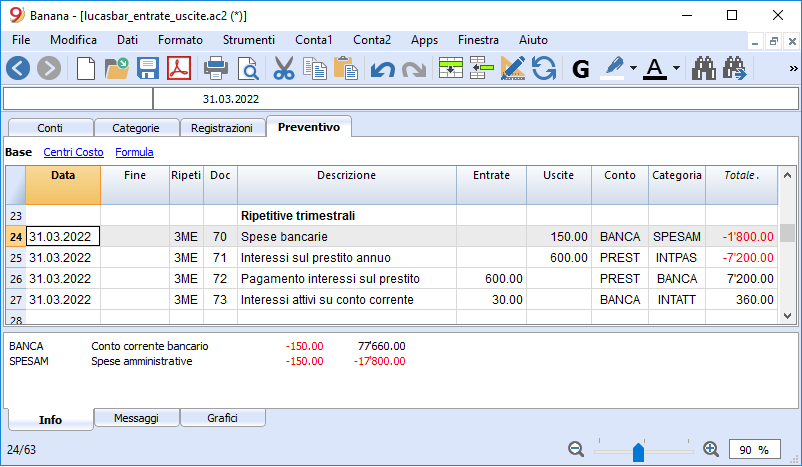 Banana - [lucasbar_entrate_uscite.ac2 (*)]
File Modifica Dati Formato Strumenti Conta1 Conta2 Apps Finestra Aiuto
G A »
31.03.2022
Conti Categorie Registrazioni Preventivo
Base Centri Costo Formula
Data Fine Ripeti Doc Descrizione Entrate Uscite Conto Categoria Totale .
23 Ripetitive trimestrali
24 31.03.2022 3ME 70 Spese bancarie 150.00 BANCA SPESAM -1'800.00
25 31.03.2022 3ME 71 Interessi sul prestito annuo 600.00 PREST INTPAS -7'200.00
26 31.03.2022 3ME 72 Pagamento interessi sul prestito 600.00 PREST BANCA 7'200.00
27 31.03.2022 3ME 73 Interessi attivi su conto corrente 30.00 BANCA INTATT 360.00
28
BANCA Conto corrente bancario -150.00 77'660.00
SPESAM Spese amministrative -150.00 -17'800.00
Info Messaggi Grafici
24/63 90 %